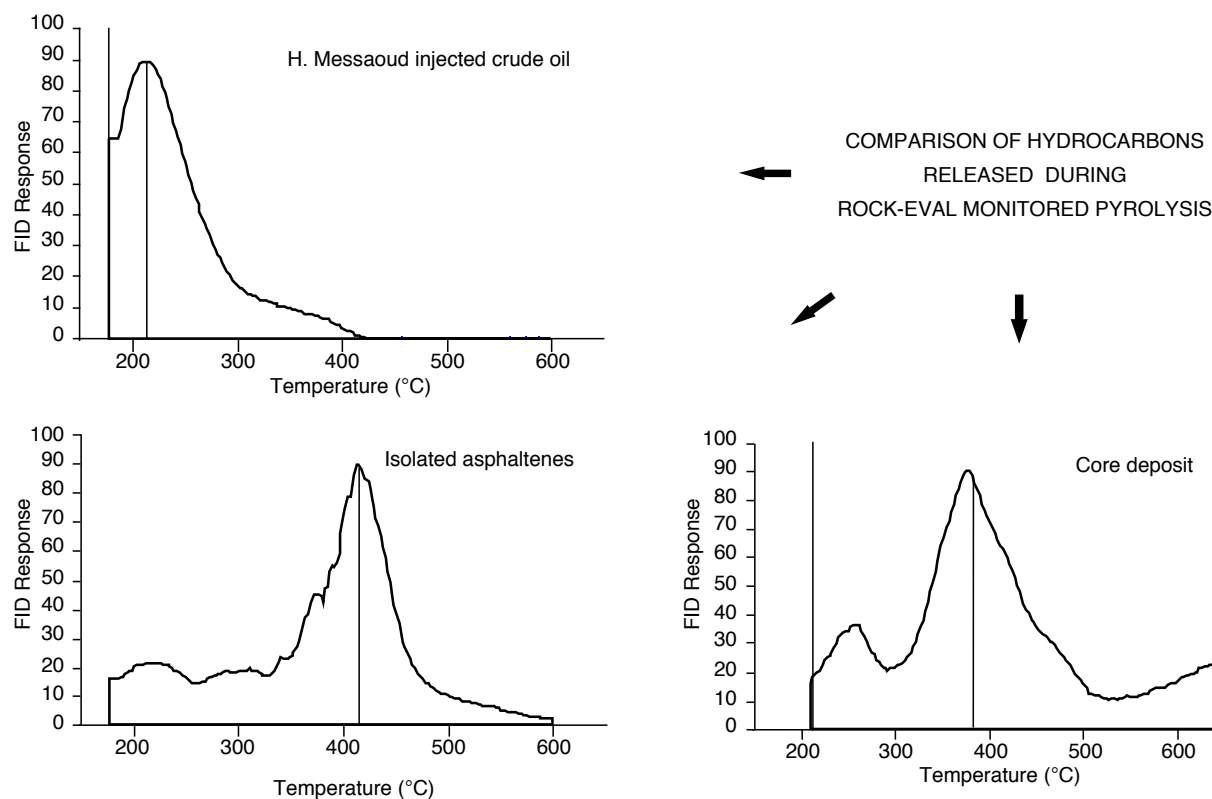 H. Messaoud injected crude oil
FID Response
100
90
80
70
60
50
40
30
20
10
0
200 300 400 500 600
Temperature (°C)
COMPARISON OF HYDROCARBONS
RELEASED DURING
ROCK-EVAL MONITORED PYROLYSIS
Isolated asphaltenes
FID Response
100
90
80
70
60
50
40
30
20
10
0
200 300 400 500 600
Temperature (°C)
Core deposit
FID Response
100
90
80
70
60
50
40
30
20
10
0
200 300 400 500 600
Temperature (°C)